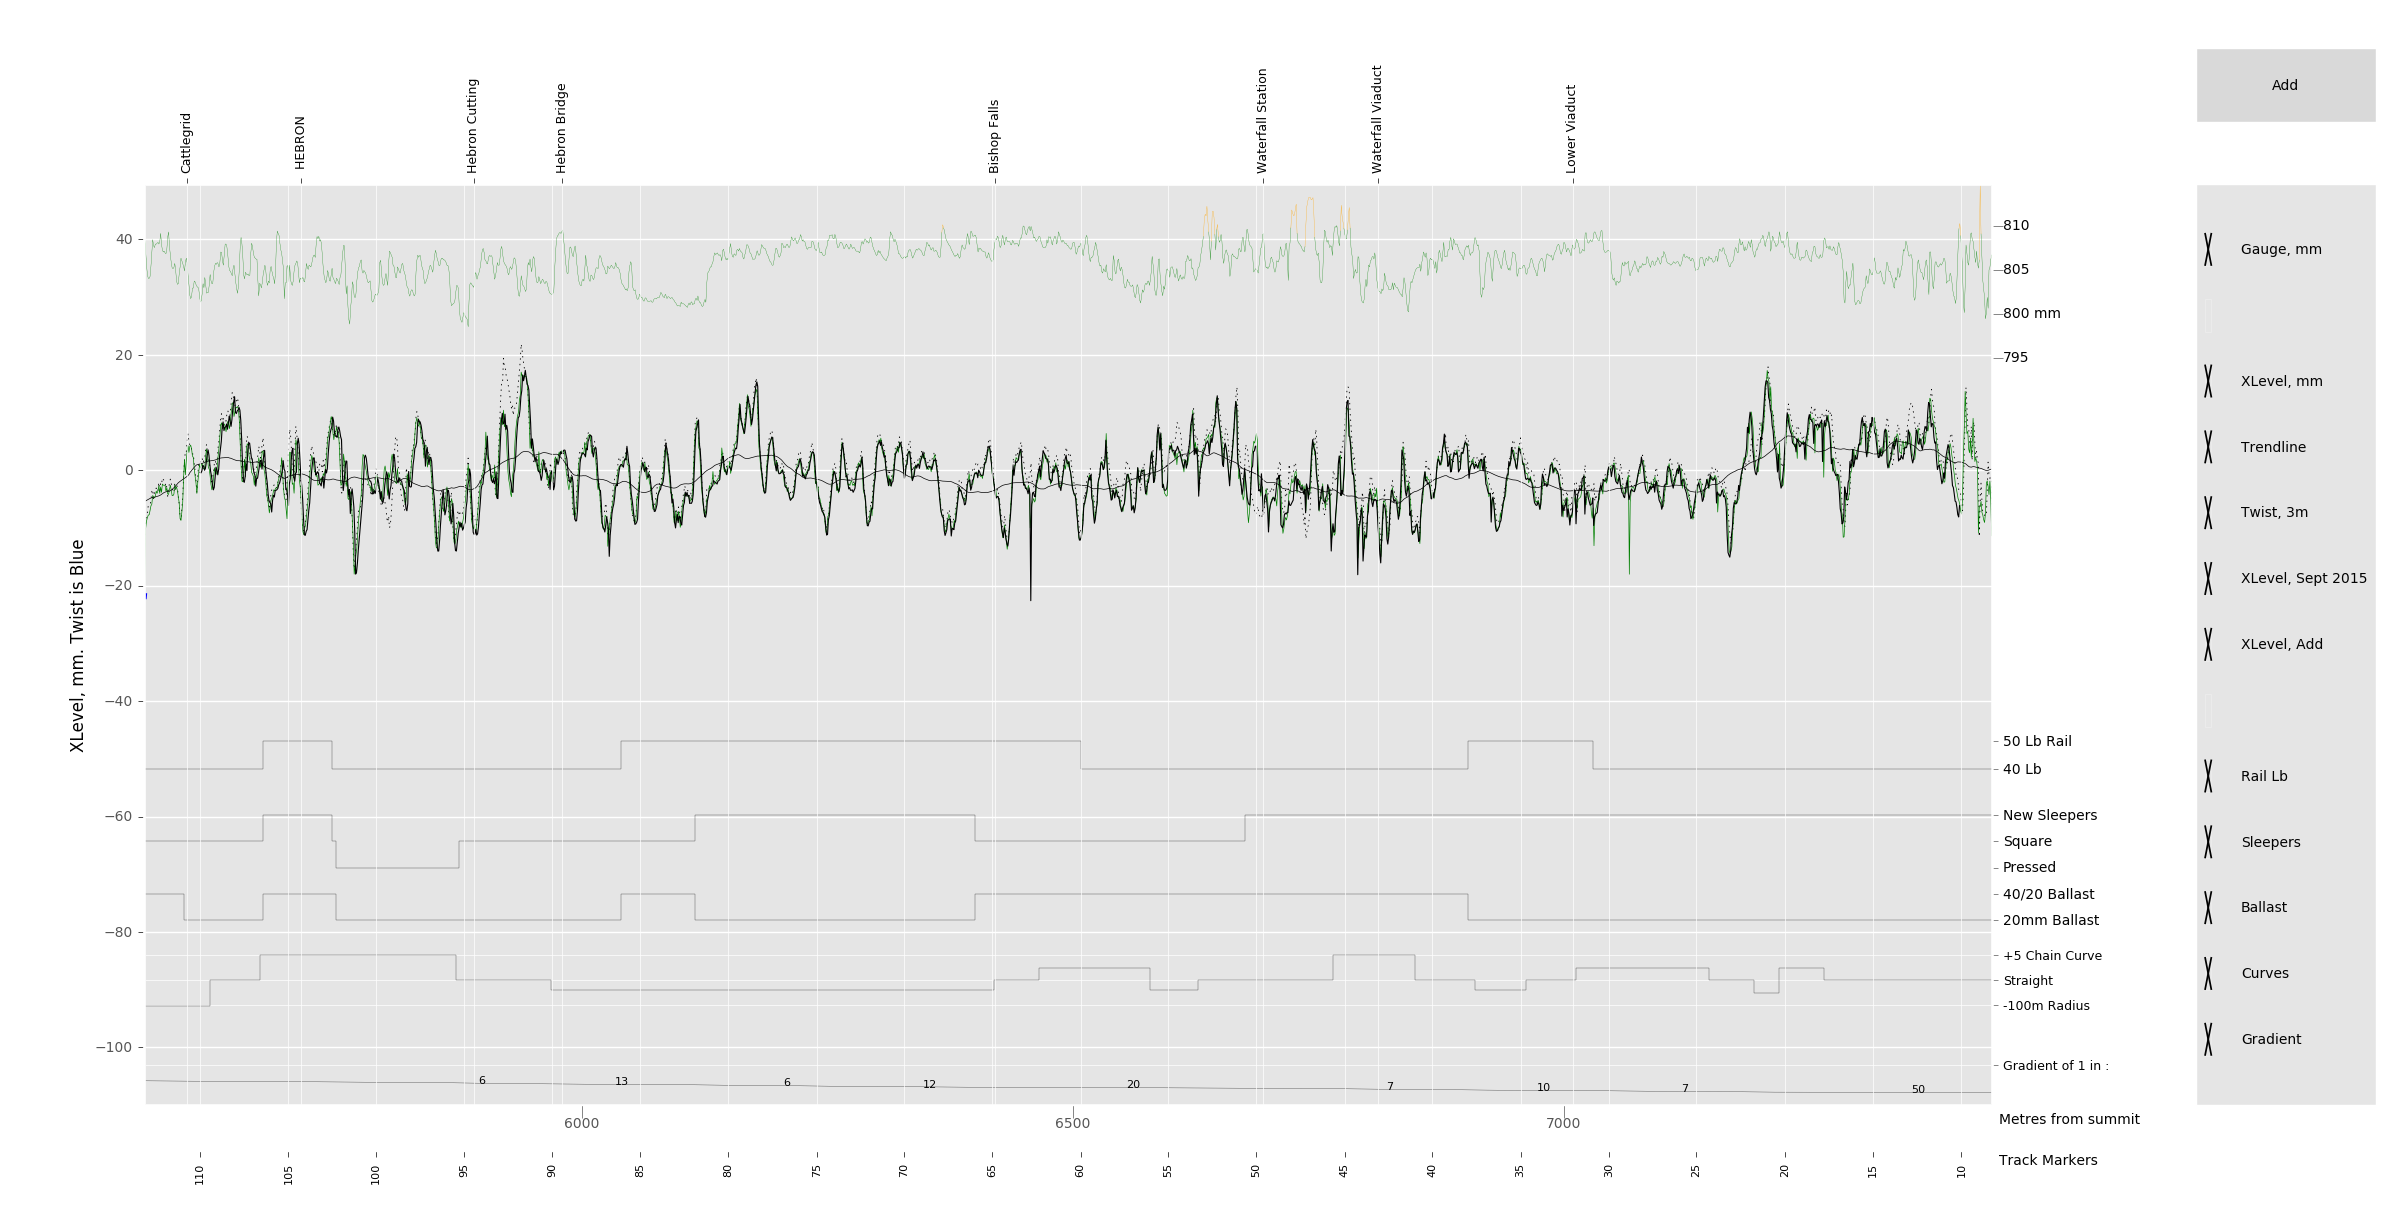 Cattlegrid
HEBRON
Hebron Cutting
Hebron Bridge
Bishop Falls
Waterfall Station
Waterfall Viaduct
Lower Viaduct
Add
40
20
0
−20
−40
−60
−80
−100
XLevel, mm. Twist is Blue
810
805
800 mm
795
50 Lb Rail
40 Lb
New Sleepers
Square
Pressed
40/20 Ballast
20mm Ballast
+5 Chain Curve
Straight
-100m Radius
Gradient of 1 in :
6
13
6
12
20
7
10
7
50
6000
6500
7000
Metres from summit
110
105
100
95
90
85
80
75
70
65
60
55
50
45
40
35
30
25
20
15
10
Track Markers
X Gauge, mm
X XLevel, mm
X Trendline
X Twist, 3m
X XLevel, Sept 2015
X XLevel, Add
X Rail Lb
X Sleepers
X Ballast
X Curves
X Gradient